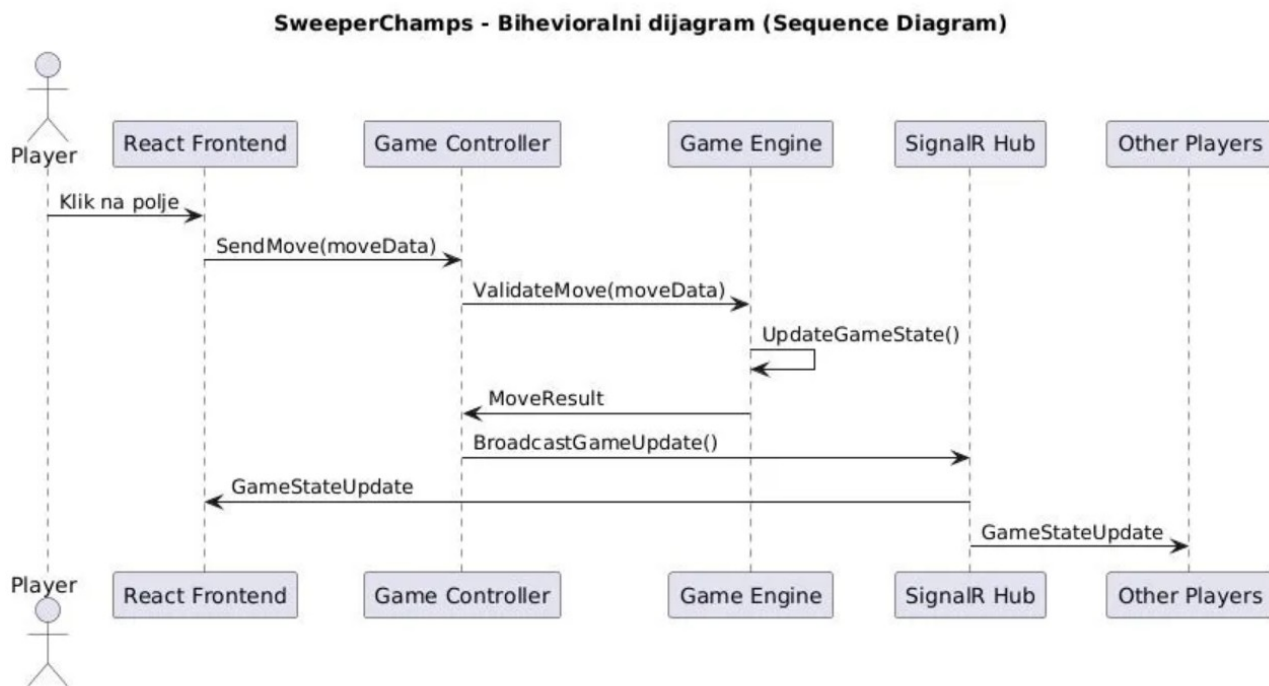 SweeperChamps - Bihevioralni dijagram (Sequence Diagram)
Player
React Frontend
Game Controller
Game Engine
SignalR Hub
Other Players
Klik na polje
SendMove(moveData)
ValidateMove(moveData)
UpdateGameState()
MoveResult
BroadcastGameUpdate()
GameStateUpdate
GameStateUpdate
Player
React Frontend
Game Controller
Game Engine
SignalR Hub
Other Players